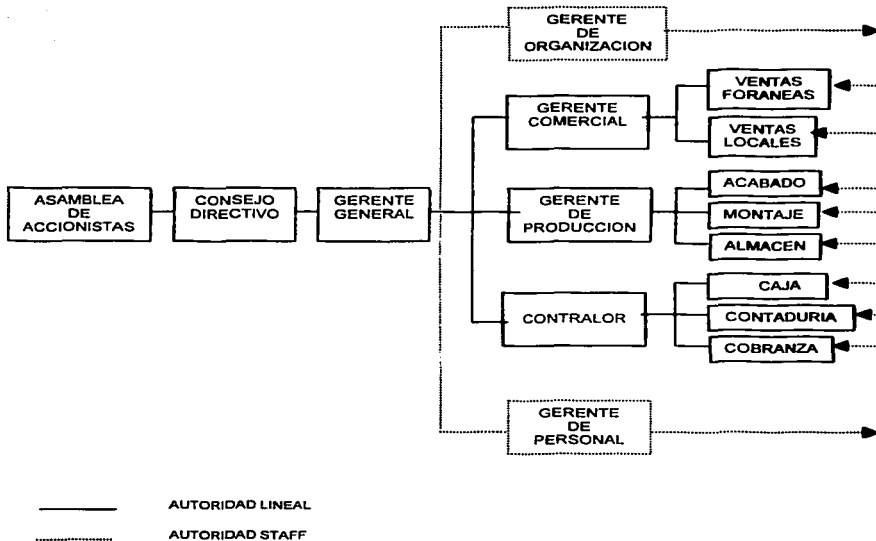 GERENTE
DE
ORGANIZACION
GERENTE
COMERCIAL
VENTAS
FORANEAS
VENTAS
LOCALES
ASAMBLEA
DE
ACCIONISTAS
CONSEJO
DIRECTIVO
GERENTE
GENERAL
GERENTE
DE
PRODUCCION
ACABADO
MONTAJE
ALMACEN
CONTRALOR
CAJA
CONTADURIA
COBRANZA
GERENTE
DE
PERSONAL
AUTORIDAD LINEAL
AUTORIDAD STAFF